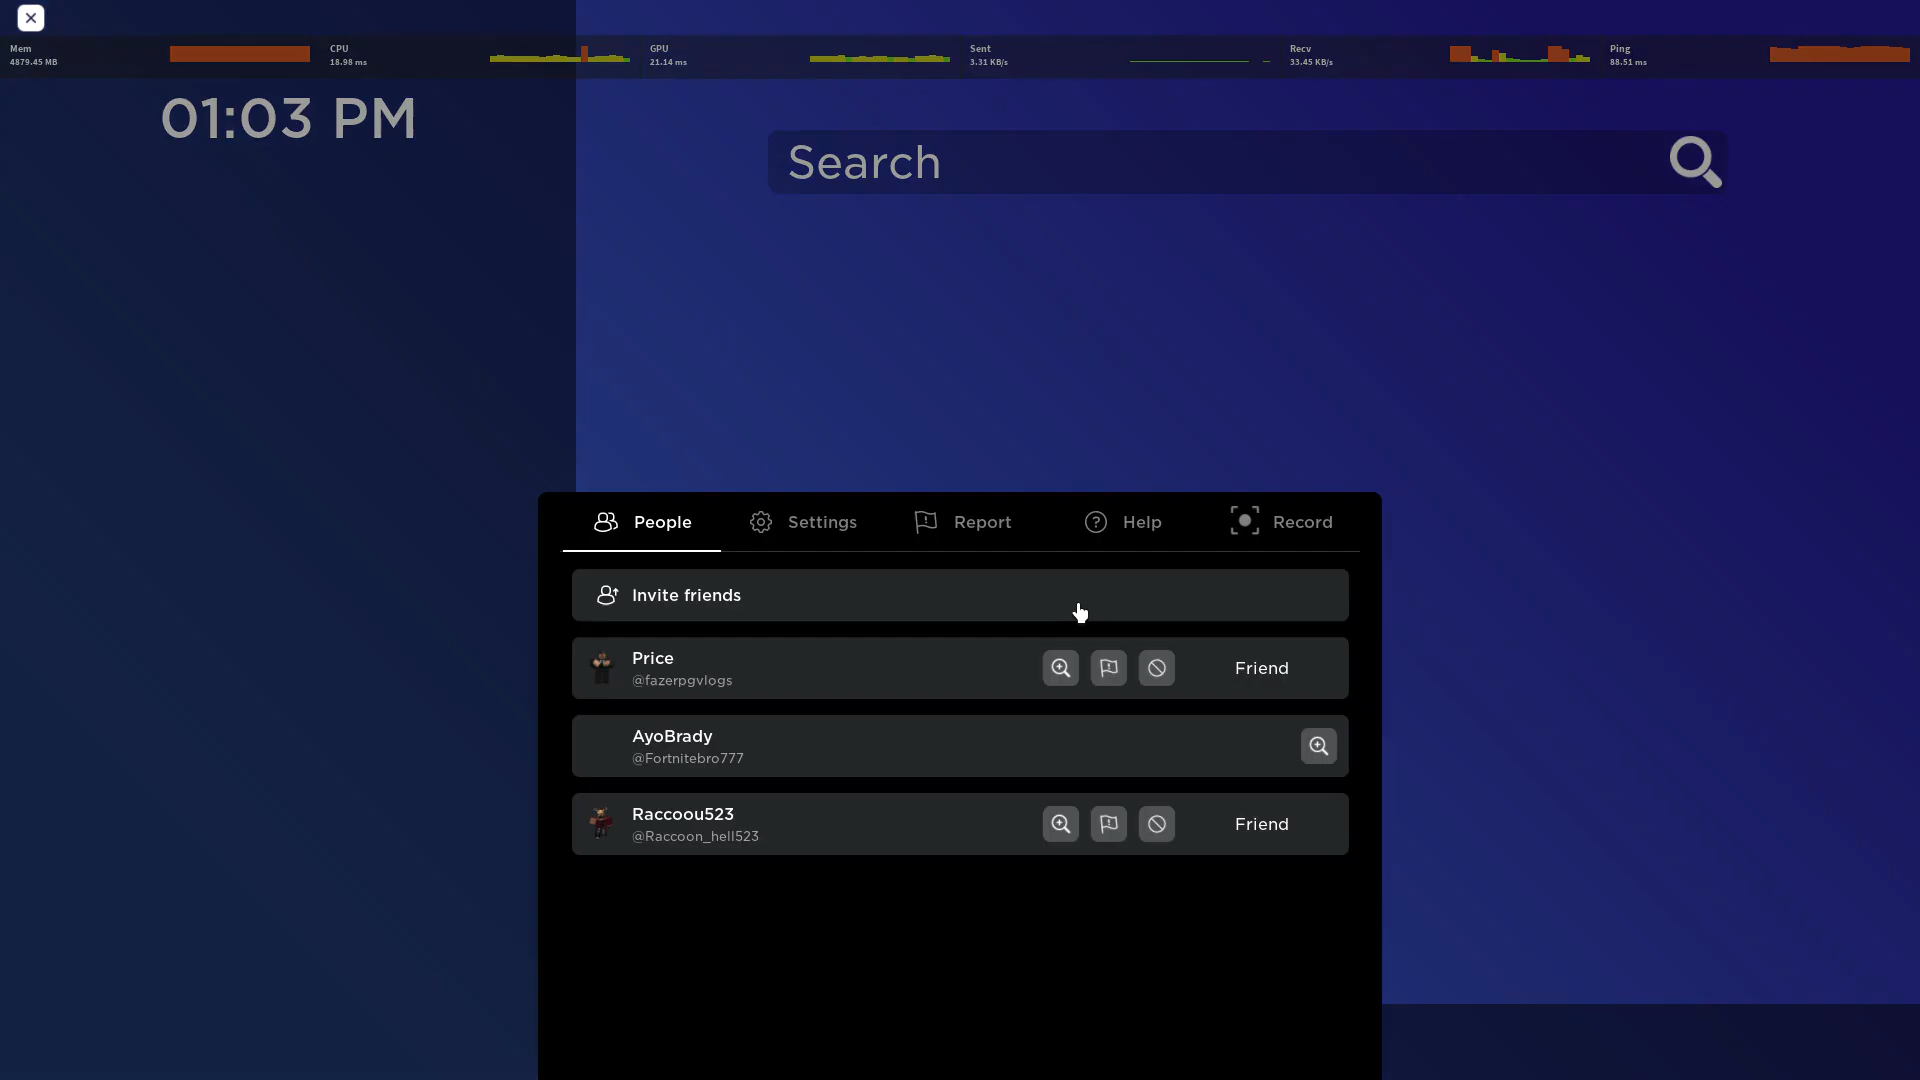 Mem
4879.45 MB
CPU
18.98 ms
GPU
21.14 ms
Sent
3.31 KB/s
Recv
33.45 KB/s
Ping
88.51 ms
01:03 PM
Search
People
Settings
Report
Help
Record
Invite friends
Price
@fazerpgvlogs
Friend
AyoBrady
@Fortnitebro777
Raccoou523
@Raccoon_hell523
Friend